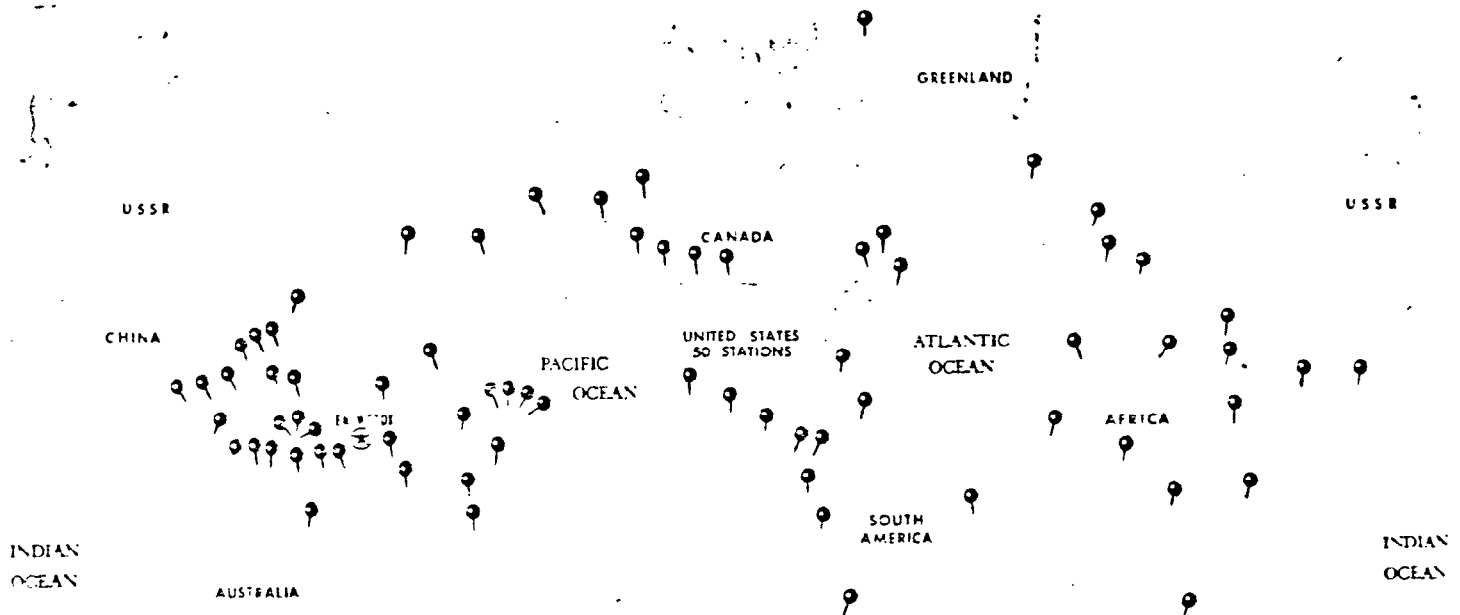 GREENLAND
USSR
USSR
CANADA
CHINA
UNITED STATES
50 STATIONS
ATLANTIC
OCEAN
PACIFIC
OCEAN
AFRICA
SOUTH
AMERICA
INDIAN
OCEAN
INDIAN
OCEAN
AUSTRALIA